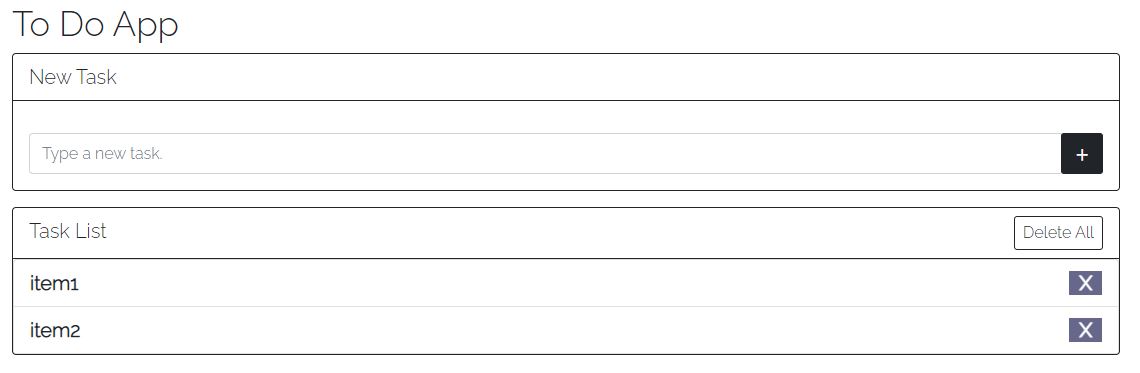 To Do App
New Task
Type a new task.
+
Task List
Delete All
item1
X
item2
X